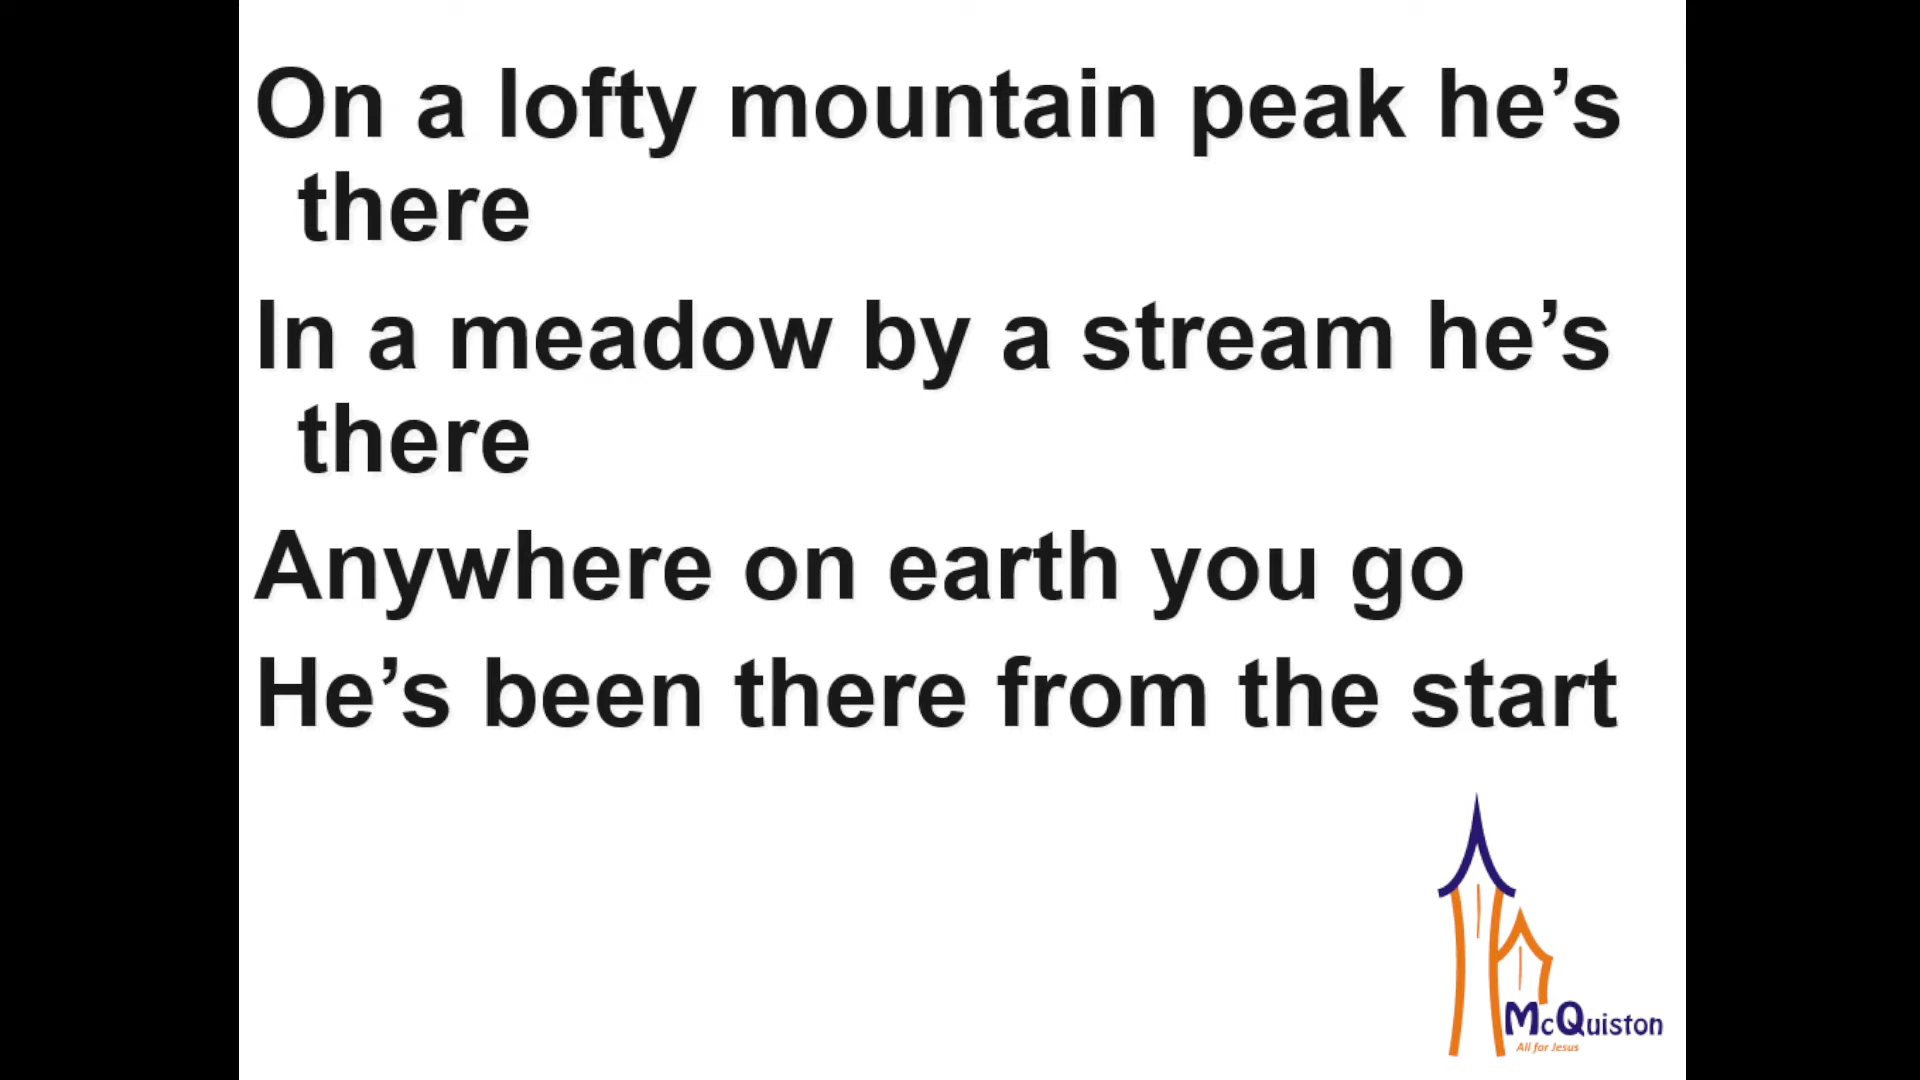 On a lofty mountain peak he’s
there
In a meadow by a stream he’s
there
Anywhere on earth you go
He’s been there from the start
McQuiston
All for Jesus